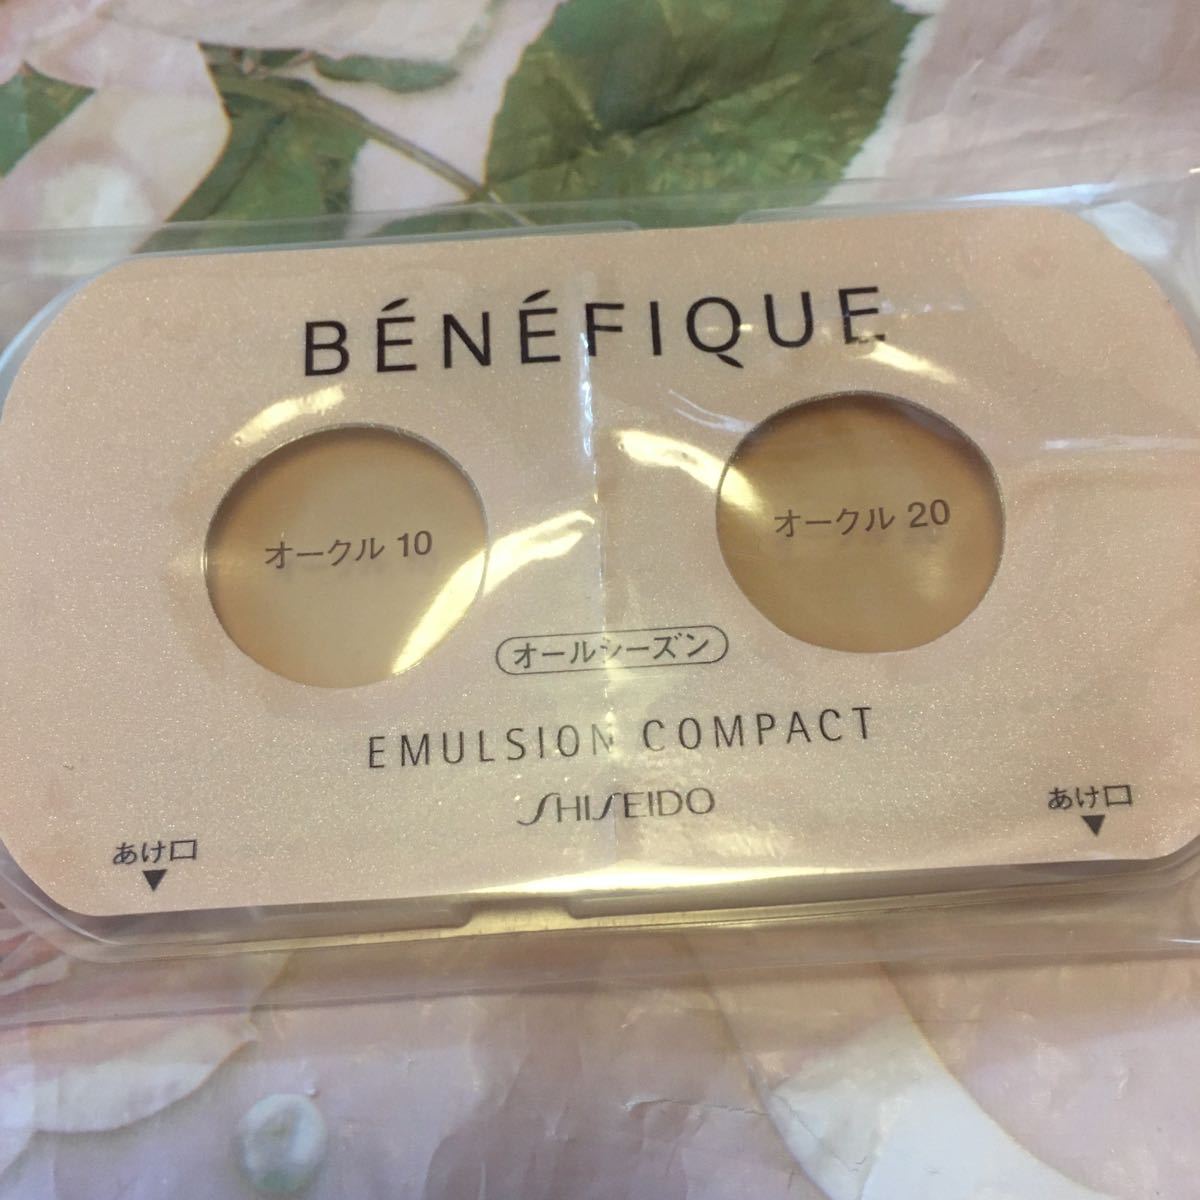 BÉNÉFIQUE
オークル 10
オークル 20
オールシーズン
EMULSION COMPACT
SHISEIDO
あけ口
▼
あけ口
▼